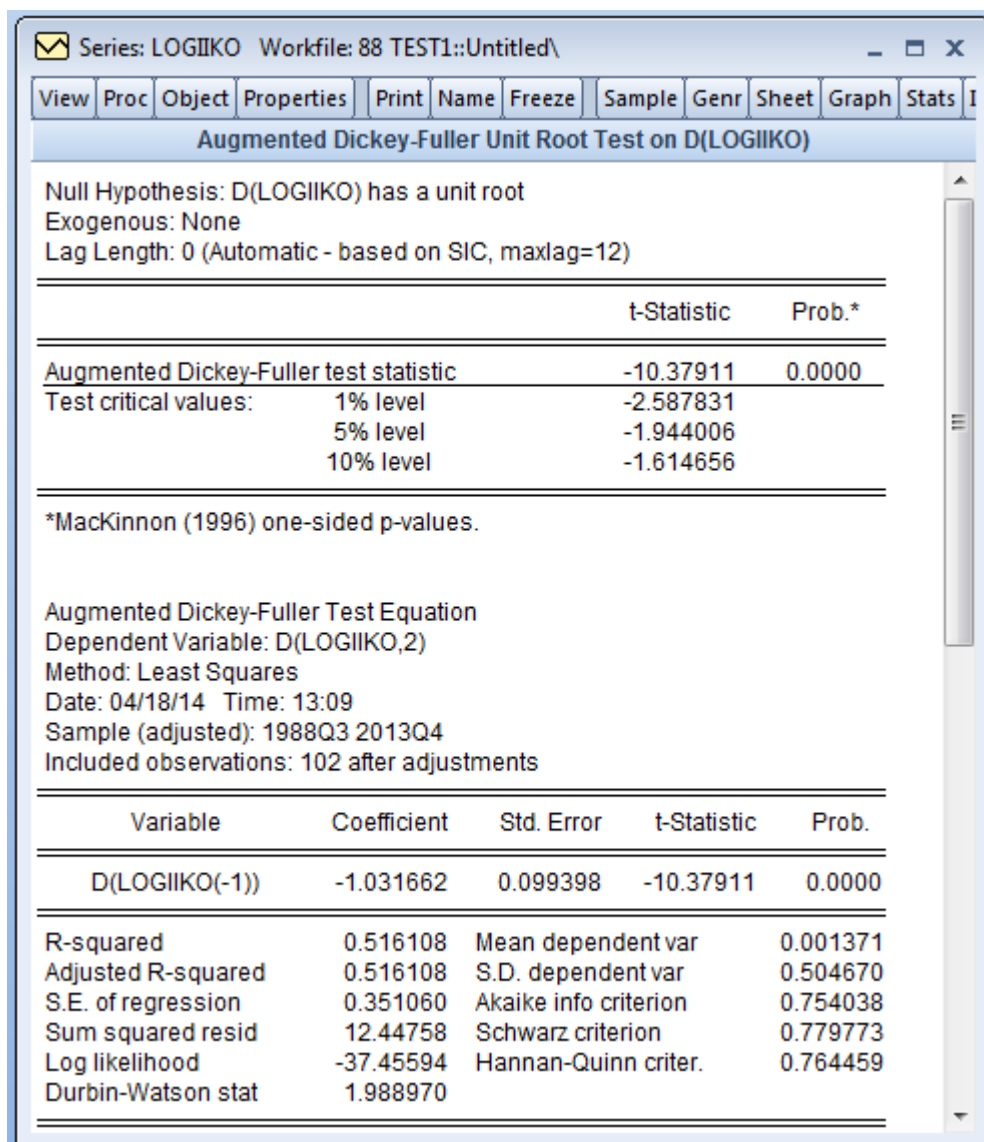 Series: LOGIIKO Workfile: 88 TEST1::Untitled\
View Proc Object Properties Print Name Freeze Sample Genr Sheet Graph Stats
Augmented Dickey-Fuller Unit Root Test on D(LOGIIKO)
Null Hypothesis: D(LOGIIKO) has a unit root
Exogenous: None
Lag Length: 0 (Automatic - based on SIC, maxlag=12)
t-Statistic Prob.*
Augmented Dickey-Fuller test statistic -10.37911 0.0000
Test critical values: 1% level -2.587831
5% level -1.944006
10% level -1.614656
*MacKinnon (1996) one-sided p-values.
Augmented Dickey-Fuller Test Equation
Dependent Variable: D(LOGIIKO,2)
Method: Least Squares
Date: 04/18/14 Time: 13:09
Sample (adjusted): 1988Q3 2013Q4
Included observations: 102 after adjustments
Variable Coefficient Std. Error t-Statistic Prob.
D(LOGIIKO(-1)) -1.031662 0.099398 -10.37911 0.0000
R-squared 0.516108 Mean dependent var 0.001371
Adjusted R-squared 0.516108 S.D. dependent var 0.504670
S.E. of regression 0.351060 Akaike info criterion 0.754038
Sum squared resid 12.44758 Schwarz criterion 0.779773
Log likelihood -37.45594 Hannan-Quinn criter. 0.764459
Durbin-Watson stat 1.988970